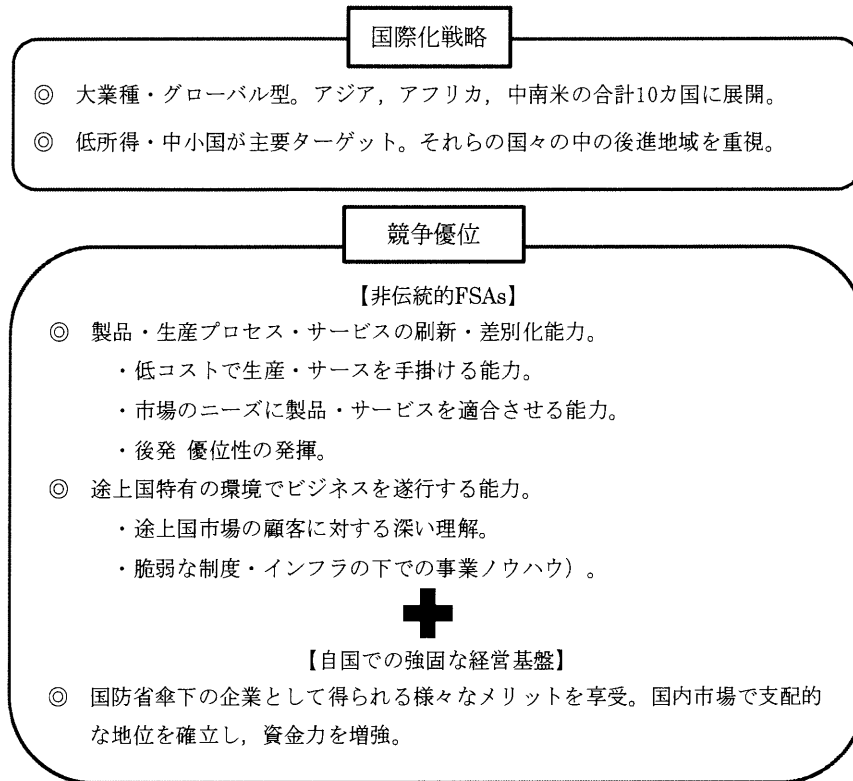 国際化戦略
◎ 大業種・グローバル型。アジア，アフリカ，中南米の合計10カ国に展開。
◎ 低所得・中小国が主要ターゲット。それらの国々の中の後進地域を重視。
競争優位
【非伝統的FSAs】
◎ 製品・生産プロセス・サービスの刷新・差別化能力。
・低コストで生産・サースを手掛ける能力。
・市場のニーズに製品・サービスを適合させる能力。
・後発 優位性の発揮。
◎ 途上国特有の環境でビジネスを遂行する能力。
・途上国市場の顧客に対する深い理解。
・脆弱な制度・インフラの下での事業ノウハウ）。
【自国での強固な経営基盤】
◎ 国防省傘下の企業として得られる様々なメリットを享受。国内市場で支配的
な地位を確立し，資金力を増強。